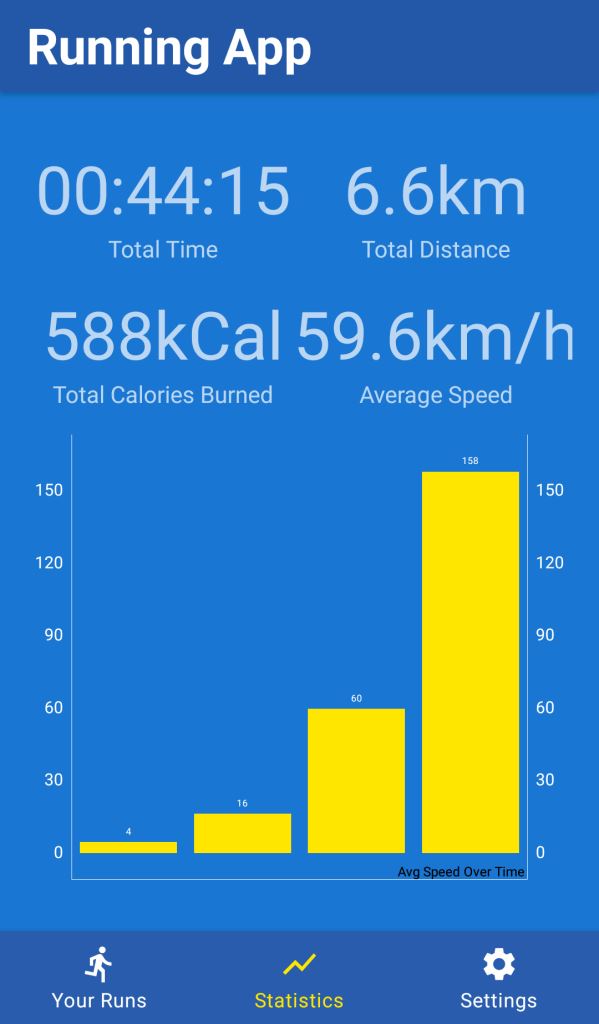 Running App
00:44:15 6.6km
Total Time Total Distance
588kCal 59.6km/h
Total Calories Burned Average Speed
158
150 150
120 120
90 90
60
60 60
30 30
16
4
0 0
Avg Speed Over Time
Your Runs Statistics Settings